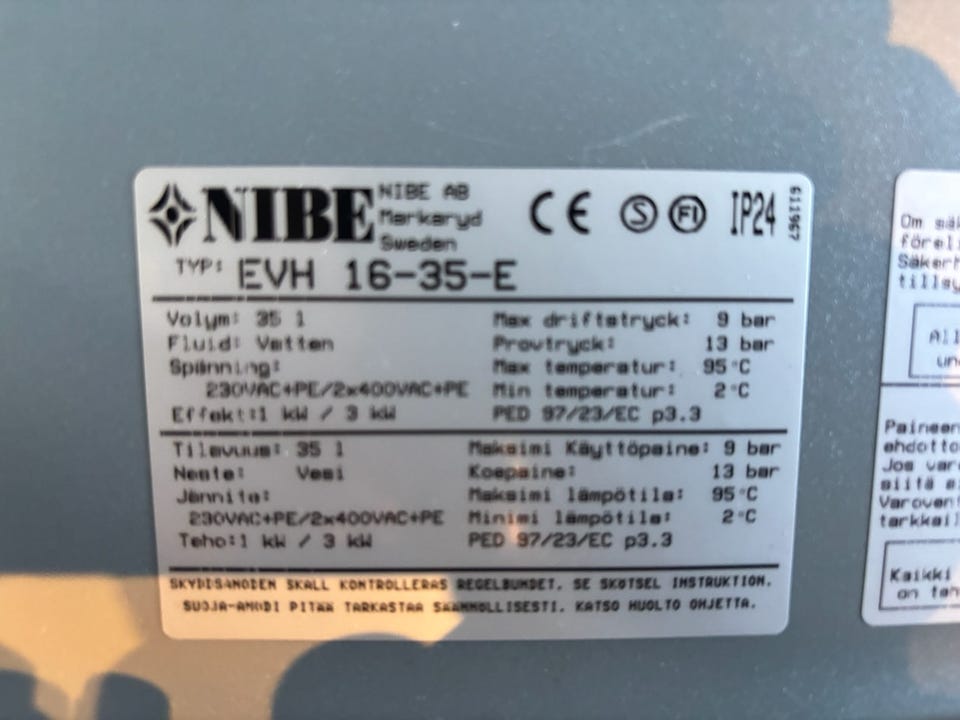 NIBE
NIBE AB
Markaryd
Sweden
CE S FI IP24
611967
TYP: EVH 16-35-E
Volym: 35 l
Max driftstryck: 9 bar
Fluid: Vatten
Provtryck: 13 bar
Spänning:
Max temperatur: 95°C
230VAC+PE/2x400VAC+PE
Min temperatur: 2°C
Effekt:1 kW / 3 kW
PED 97/23/EC p3.3
Tilavuus: 35 l
Maksimi Käyttöpaine: 9 bar
Neste: Vesi
Koepaine: 13 bar
Jännite:
Maksimi lämpötila: 95°C
230VAC+PE/2x400VAC+PE
Minimi lämpötila: 2°C
Teho:1 kW / 3 kW
PED 97/23/EC p3.3
SKYDDSANODEN SKALL KONTROLLERAS REGELBUNDET. SE SKÖTSEL INSTRUKTION.
SUOJA-ANODI PITÄÄ TARKASTAA SÄÄNNÖLLISESTI. KATSO HUOLTO OHJETTA.
Om
Kaikki
on